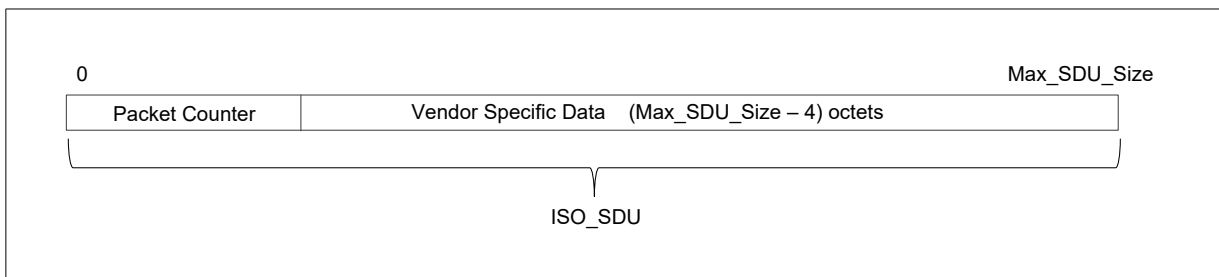 0 Max_SDU_Size
Packet Counter Vendor Specific Data (Max_SDU_Size – 4) octets
ISO_SDU